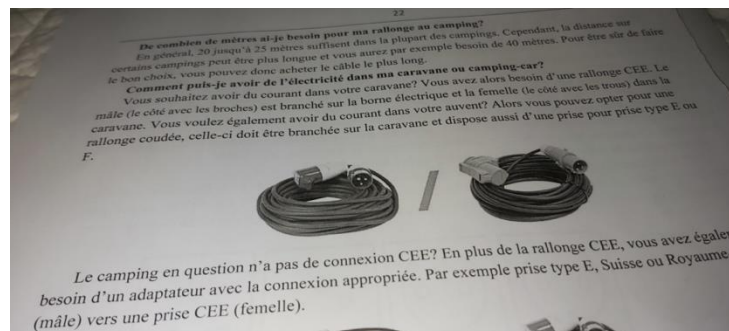 22
De combien de mètres ai-je besoin pour ma rallonge au camping?
En général, 20 jusqu'à 25 mètres suffisent dans la plupart des campings. Cependant, la distance sur
certains campings peut être plus longue et vous aurez par exemple besoin de 40 mètres. Pour être sûr de faire
le bon choix, vous pouvez donc acheter le câble le plus long.
Comment puis-je avoir de l'électricité dans ma caravane ou camping-car?
Vous souhaitez avoir du courant dans votre caravane? Vous avez alors besoin d'une rallonge CEE. Le
mâle (le côté avec les broches) est branché sur la borne électrique et la femelle (le côté avec les trous) dans la
caravane. Vous voulez également avoir du courant dans votre auvent? Alors vous pouvez opter pour une
rallonge coudée, celle-ci doit être branchée sur la caravane et dispose aussi d'une prise pour prise type E ou
F.
/
Le camping en question n'a pas de connexion CEE? En plus de la rallonge CEE, vous avez égale
besoin d'un adaptateur avec la connexion appropriée. Par exemple prise type E, Suisse ou Royaume
(mâle) vers une prise CEE (femelle).